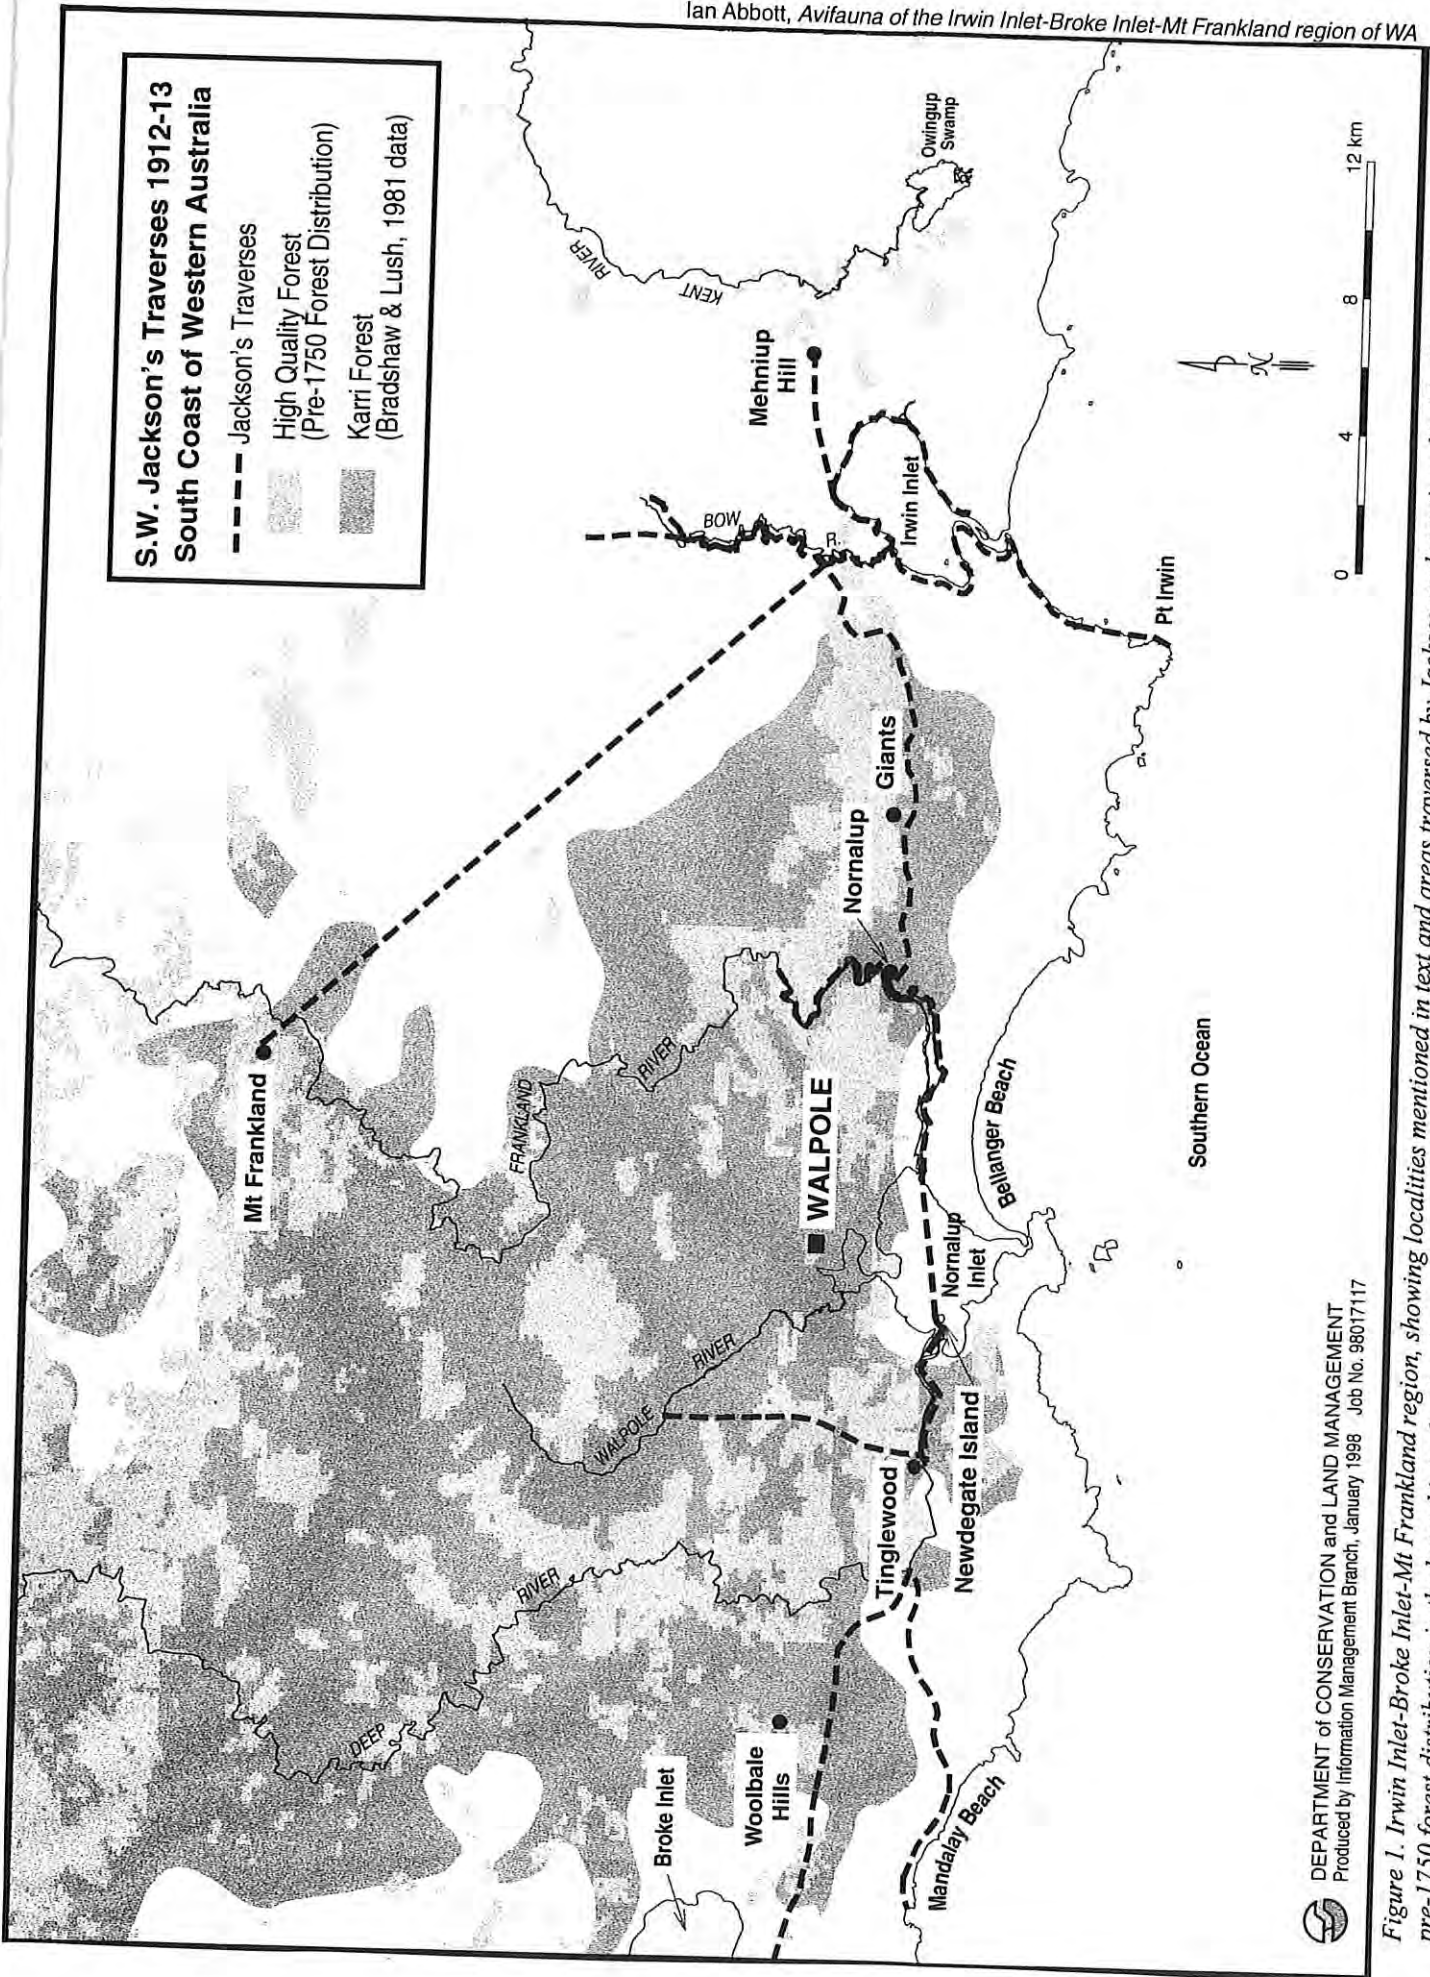 Ian Abbott, Avifauna of the Irwin Inlet-Broke Inlet-Mt Frankland region of WA
S.W. Jackson's Traverses 1912-13
South Coast of Western Australia
Jackson's Traverses
High Quality Forest
(Pre-1750 Forest Distribution)
Karri Forest
(Bradshaw & Lush, 1981 data)
Mt Frankland
FRANKLAND
RIVER
WALPOLE
RIVER
WALPOLE
DEEP
RIVER
Broke Inlet
Woolbale
Hills
Mandalay Beach
Tinglewood
Newdegate Island
Nornalup
Inlet
Bellanger Beach
Nornalup
Giants
BOW
R.
Irwin Inlet
Mehniup
Hill
KENT
RIVER
Owingup
Swamp
Pt Irwin
Southern Ocean
N
0 4 8 12 km
DEPARTMENT of CONSERVATION and LAND MANAGEMENT
Produced by Information Management Branch, January 1998 Job No. 98017117
Figure 1. Irwin Inlet-Broke Inlet-Mt Frankland region, showing localities mentioned in text and areas traversed by
pre-1750 forest distribution